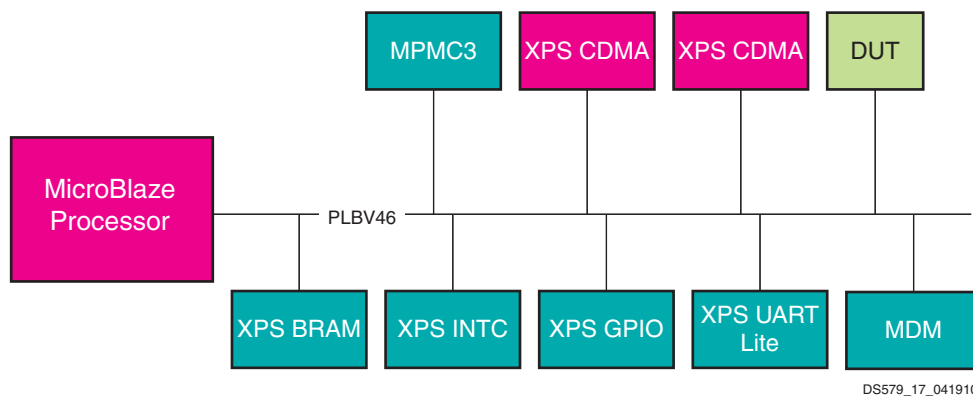 MPMC3
XPS CDMA
XPS CDMA
DUT
MicroBlaze
Processor
PLBV46
XPS BRAM
XPS INTC
XPS GPIO
XPS UART
Lite
MDM
DS579_17_041910